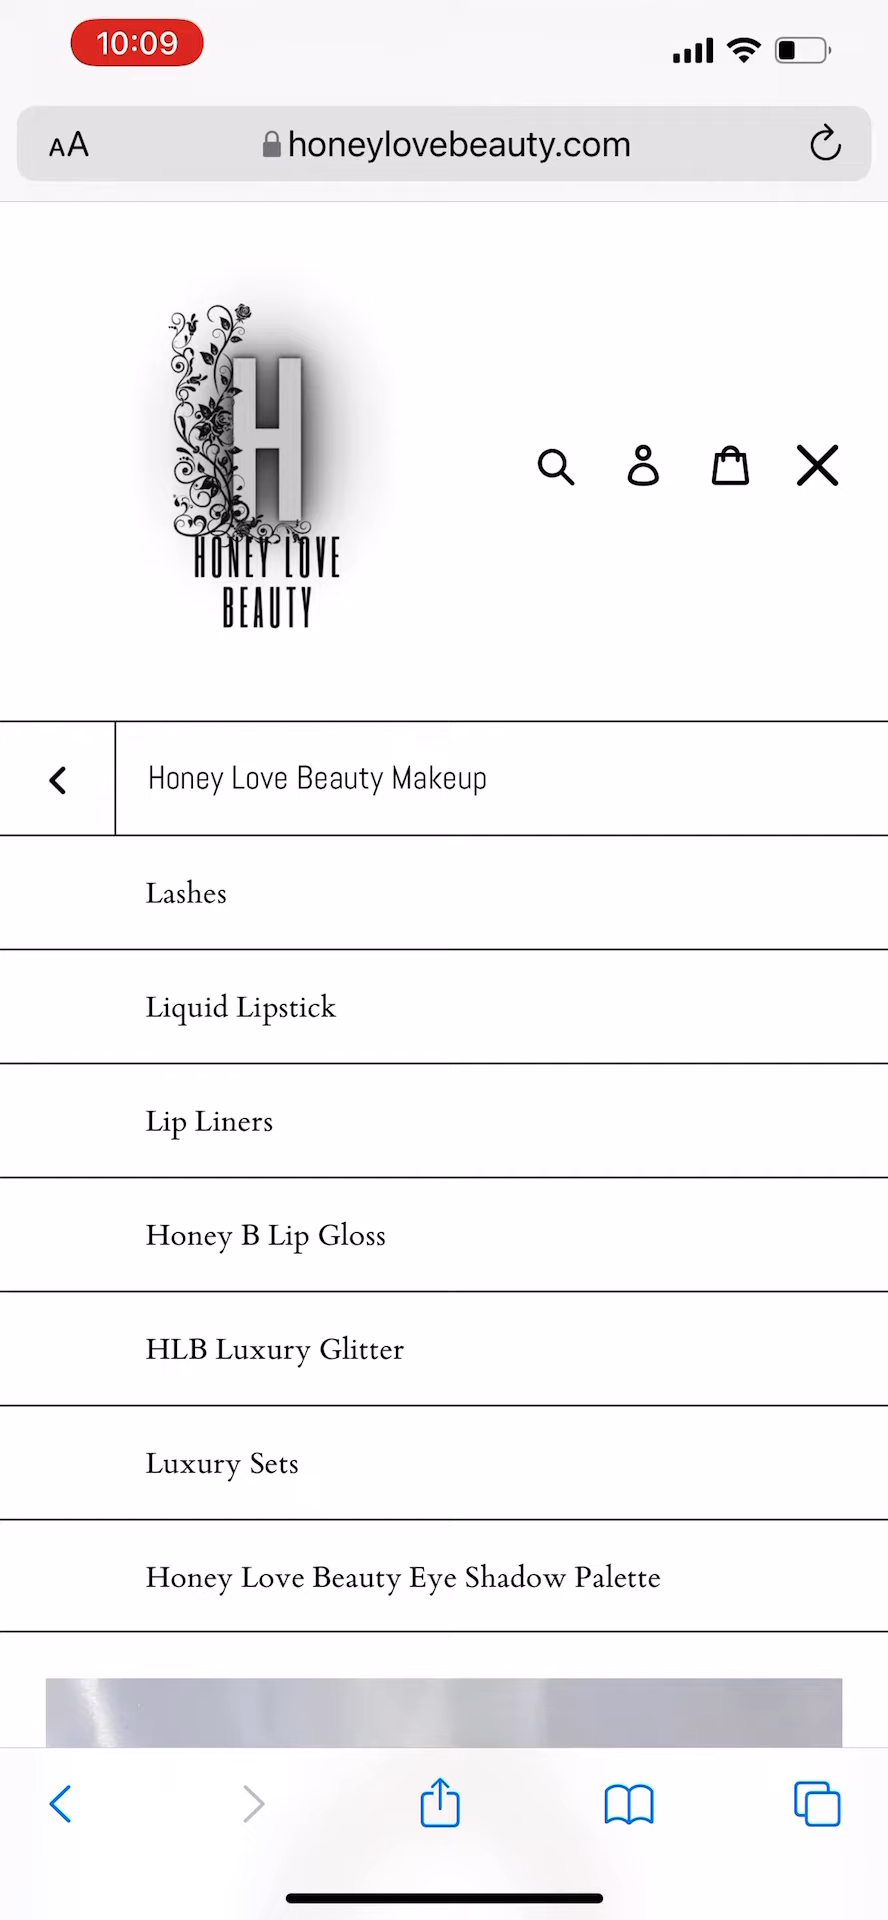 10:09
AA honeylovebeauty.com
H
HONEY LOVE
BEAUTY
Honey Love Beauty Makeup
Lashes
Liquid Lipstick
Lip Liners
Honey B Lip Gloss
HLB Luxury Glitter
Luxury Sets
Honey Love Beauty Eye Shadow Palette